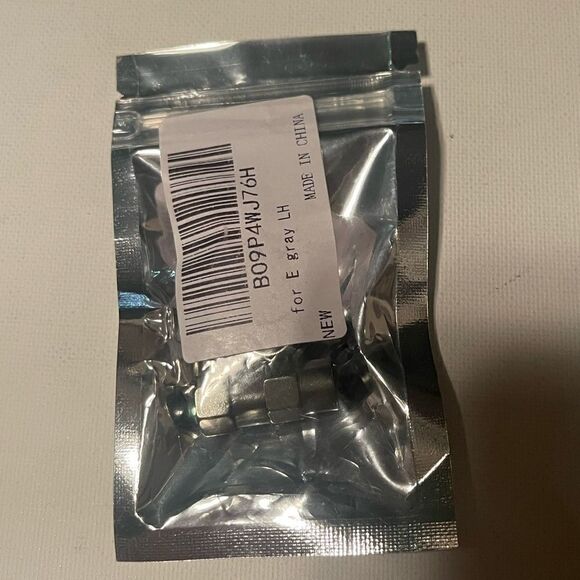 B09P4WJ76H
for E gray LH
MADE IN CHINA
NEW